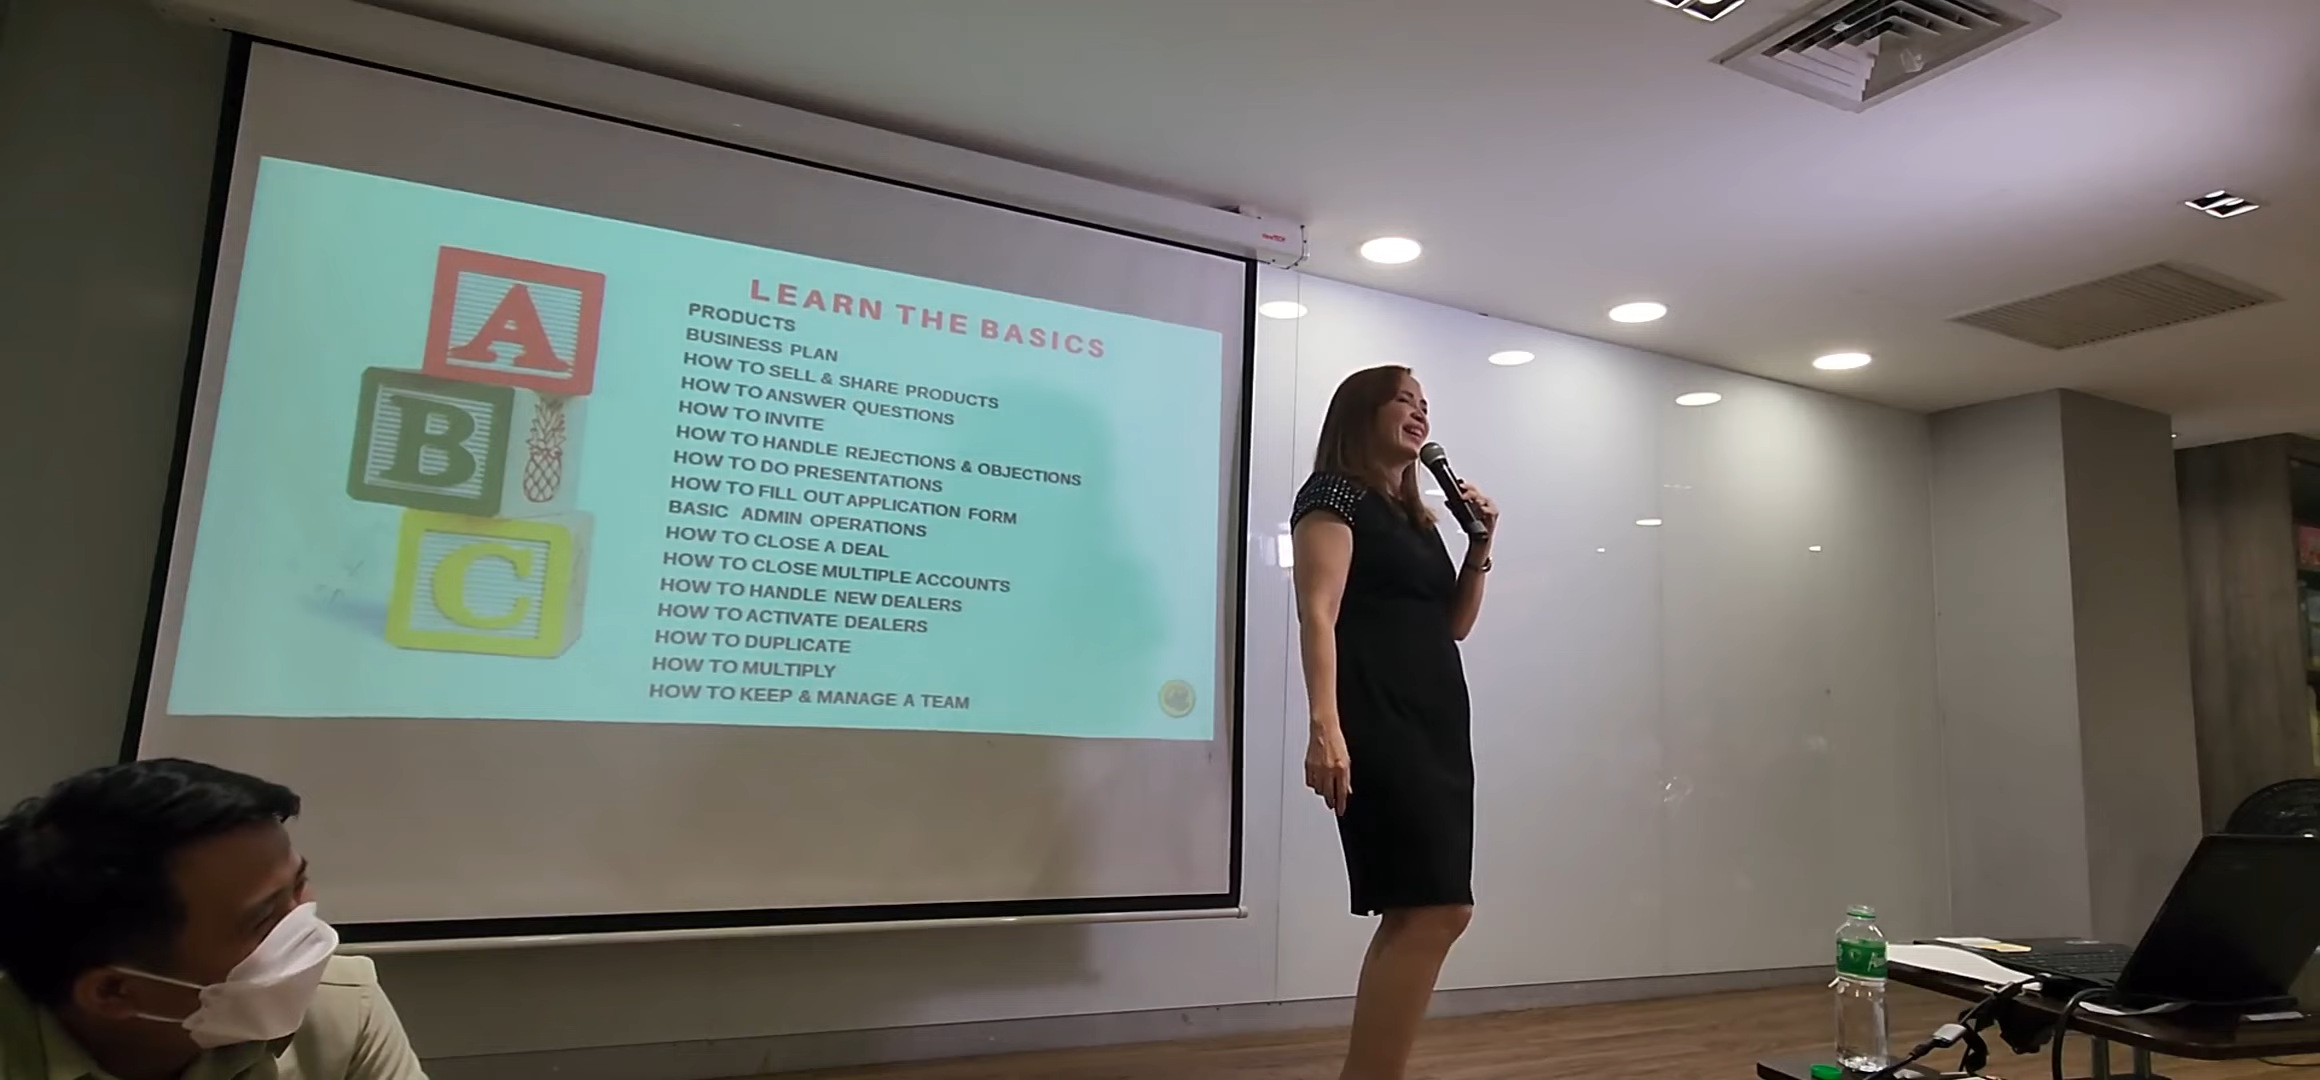 A
B
C
LEARN THE BASICS
PRODUCTS
BUSINESS PLAN
HOW TO SELL & SHARE PRODUCTS
HOW TO ANSWER QUESTIONS
HOW TO INVITE
HOW TO HANDLE REJECTIONS & OBJECTIONS
HOW TO DO PRESENTATIONS
HOW TO FILL OUT APPLICATION FORM
BASIC ADMIN OPERATIONS
HOW TO CLOSE A DEAL
HOW TO CLOSE MULTIPLE ACCOUNTS
HOW TO HANDLE NEW DEALERS
HOW TO ACTIVATE DEALERS
HOW TO DUPLICATE
HOW TO MULTIPLY
HOW TO KEEP & MANAGE A TEAM